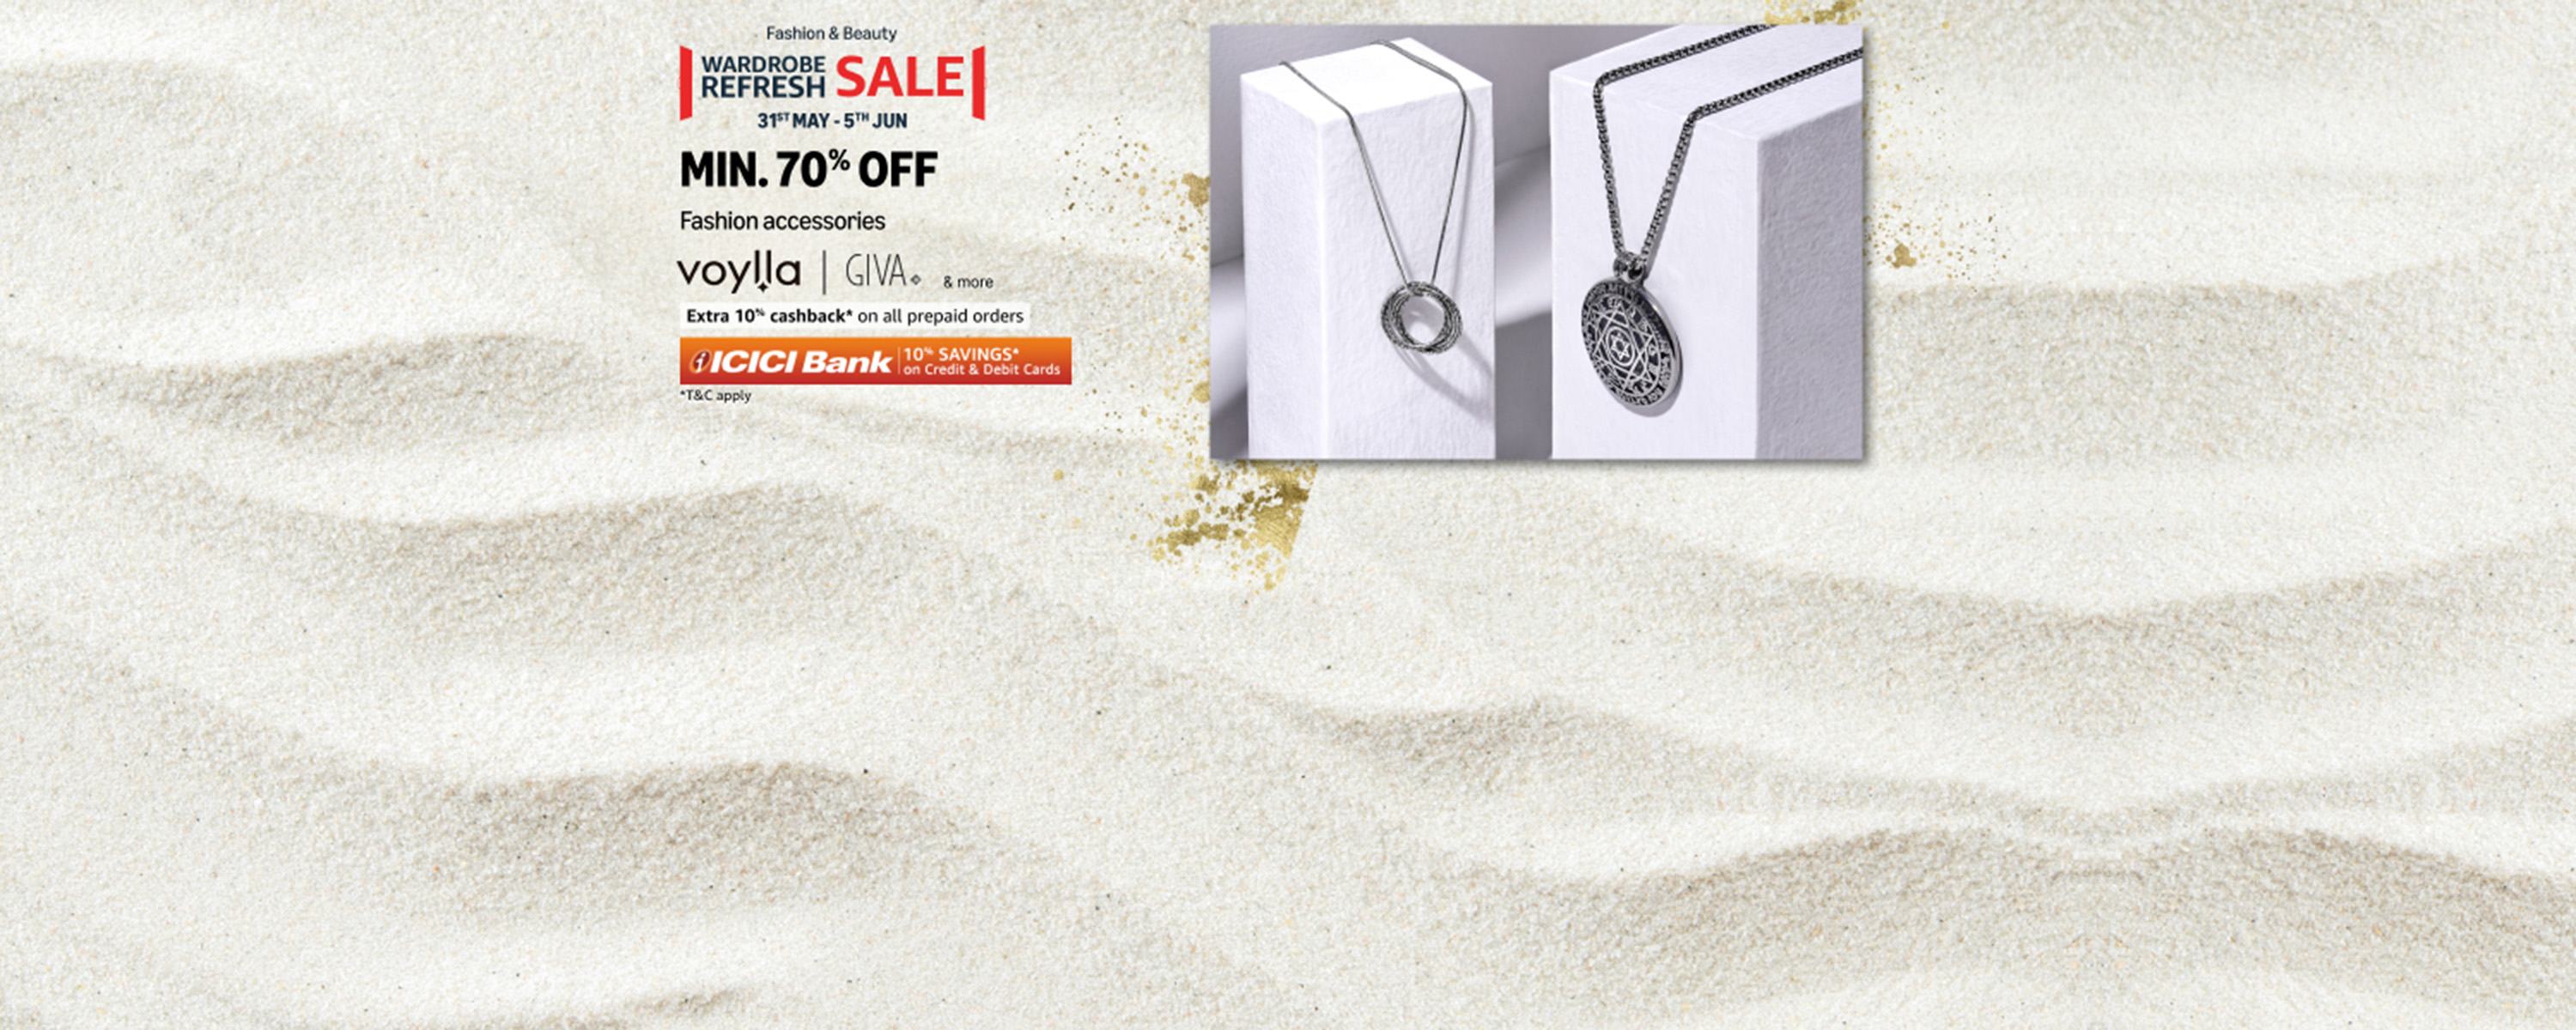 Fashion & Beauty
WARDROBE REFRESH SALE
31ST MAY - 5TH JUN
MIN. 70% OFF
Fashion accessories
voylla | GIVA & more
Extra 10% cashback* on all prepaid orders
ICICI Bank | 10% SAVINGS*
on Credit & Debit Cards
*T&C apply